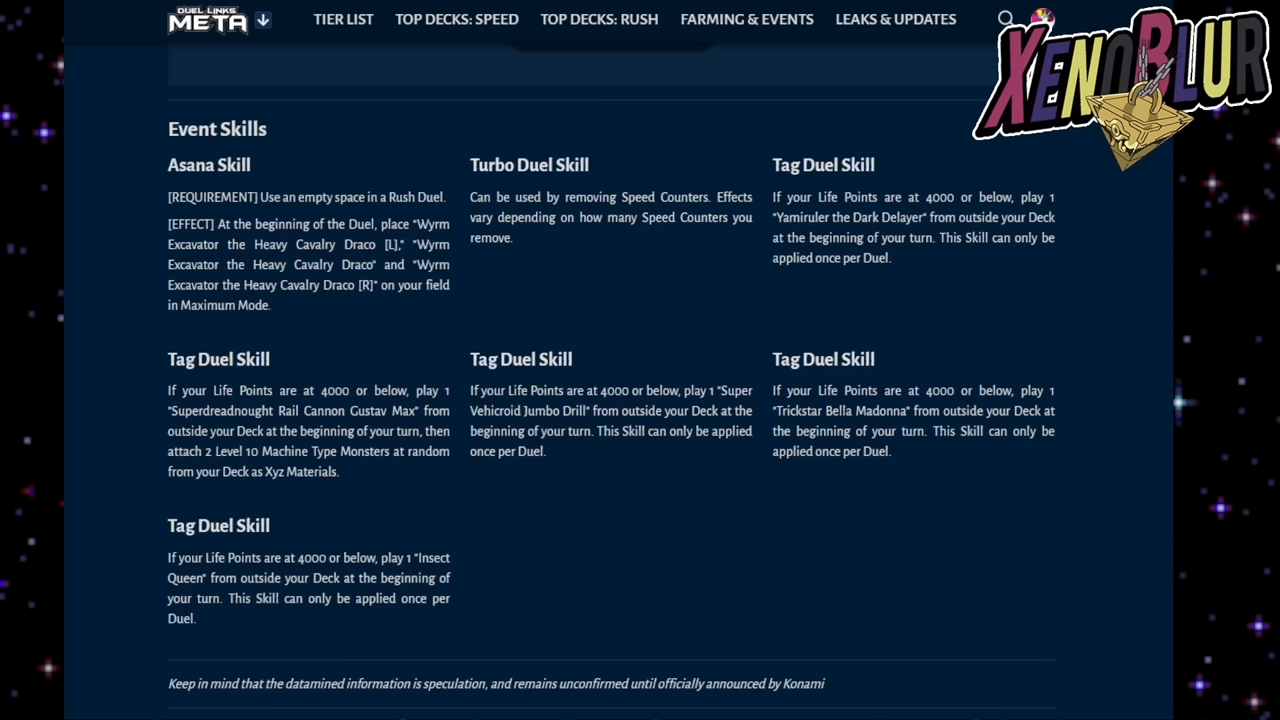 DUEL LINKS
META
TIER LIST
TOP DECKS: SPEED
TOP DECKS: RUSH
FARMING & EVENTS
LEAKS & UPDATES
XENOBLUR
Event Skills
Asana Skill
[REQUIREMENT] Use an empty space in a Rush Duel.
[EFFECT] At the beginning of the Duel, place "Wyrm
Excavator the Heavy Cavalry Draco [L]," "Wyrm
Excavator the Heavy Cavalry Draco" and "Wyrm
Excavator the Heavy Cavalry Draco [R]" on your field
in Maximum Mode.
Turbo Duel Skill
Can be used by removing Speed Counters. Effects
vary depending on how many Speed Counters you
remove.
Tag Duel Skill
If your Life Points are at 4000 or below, play 1
"Yamiruler the Dark Delayer" from outside your Deck
at the beginning of your turn. This Skill can only be
applied once per Duel.
Tag Duel Skill
If your Life Points are at 4000 or below, play 1
"Superdreadnought Rail Cannon Gustav Max" from
outside your Deck at the beginning of your turn, then
attach 2 Level 10 Machine Type Monsters at random
from your Deck as Xyz Materials.
Tag Duel Skill
If your Life Points are at 4000 or below, play 1 "Super
Vehicroid Jumbo Drill" from outside your Deck at the
beginning of your turn. This Skill can only be applied
once per Duel.
Tag Duel Skill
If your Life Points are at 4000 or below, play 1
"Trickstar Bella Madonna" from outside your Deck at
the beginning of your turn. This Skill can only be
applied once per Duel.
Tag Duel Skill
If your Life Points are at 4000 or below, play 1 "Insect
Queen" from outside your Deck at the beginning of
your turn. This Skill can only be applied once per
Duel.
Keep in mind that the datamined information is speculation, and remains unconfirmed until officially announced by Konami